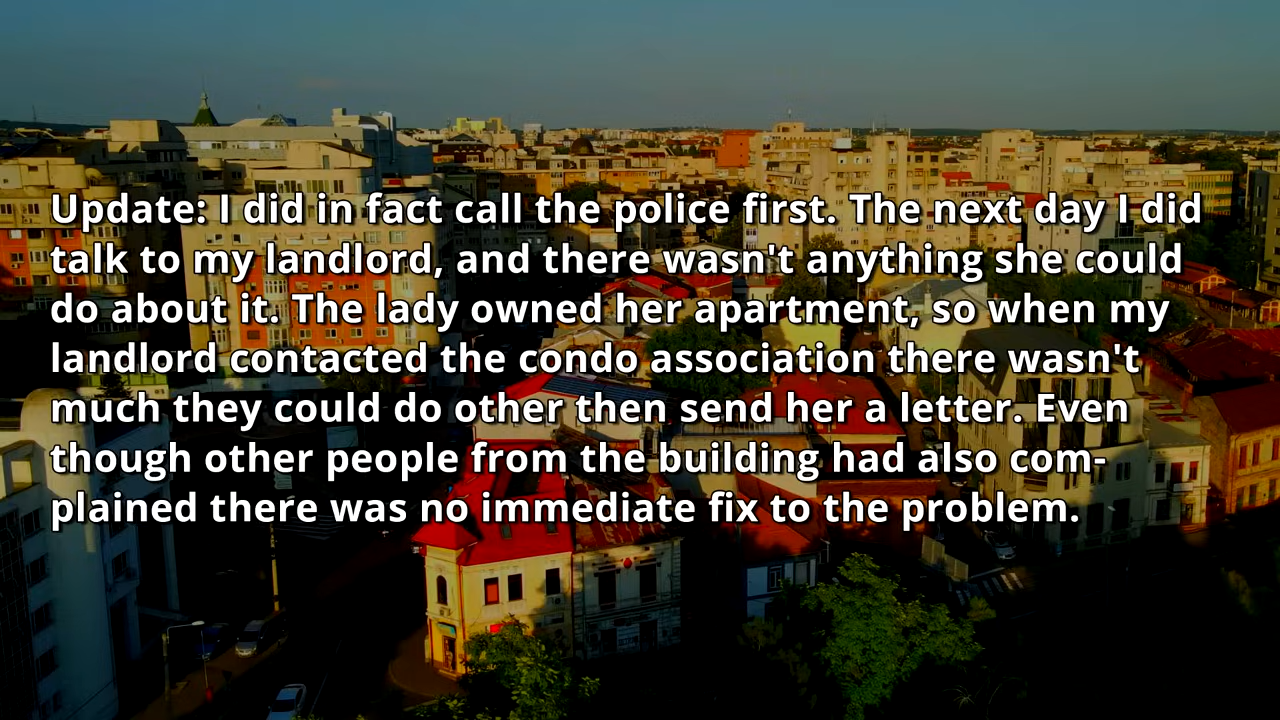 Update: I did in fact call the police first. The next day I did
talk to my landlord, and there wasn't anything she could
do about it. The lady owned her apartment, so when my
landlord contacted the condo association there wasn't
much they could do other then send her a letter. Even
though other people from the building had also com-
plained there was no immediate fix to the problem.